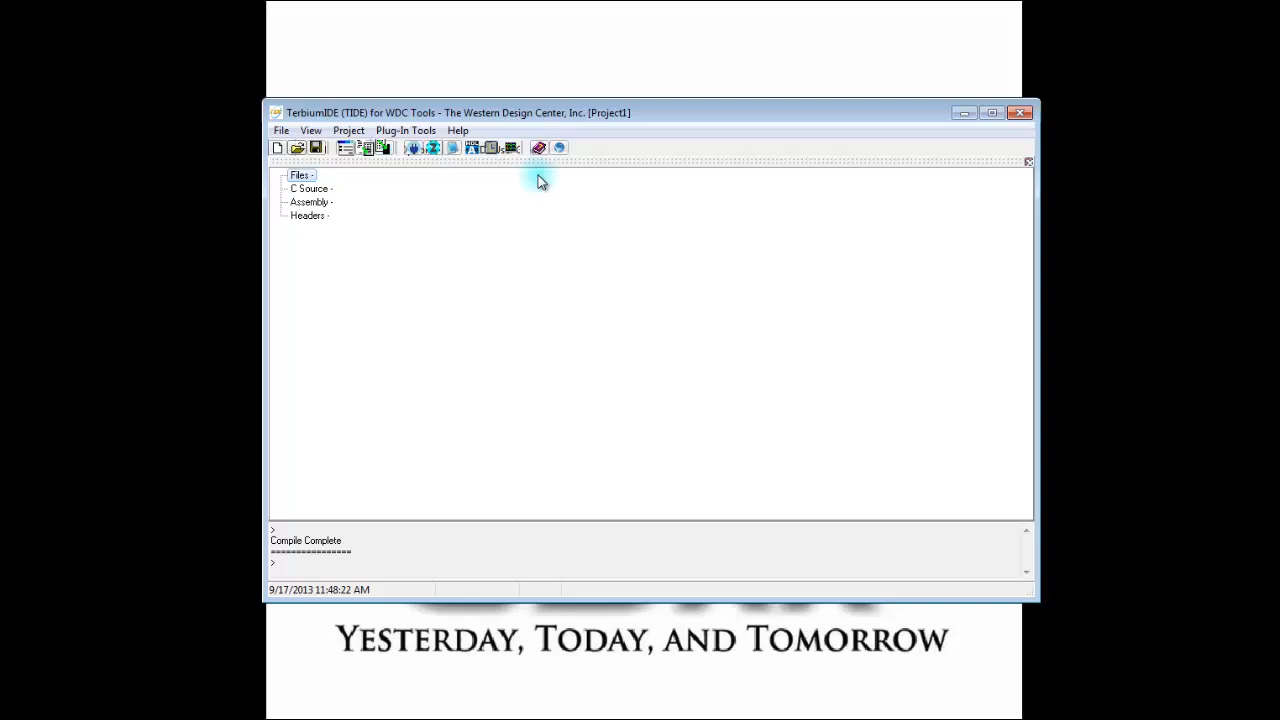 TerbiumIDE (TIDE) for WDC Tools - The Western Design Center, Inc. [Project1]
File View Project Plug-In Tools Help
Files -
C Source -
Assembly -
Headers -
>
Compile Complete
================
>
9/17/2013 11:48:22 AM
YESTERDAY, TODAY, AND TOMORROW